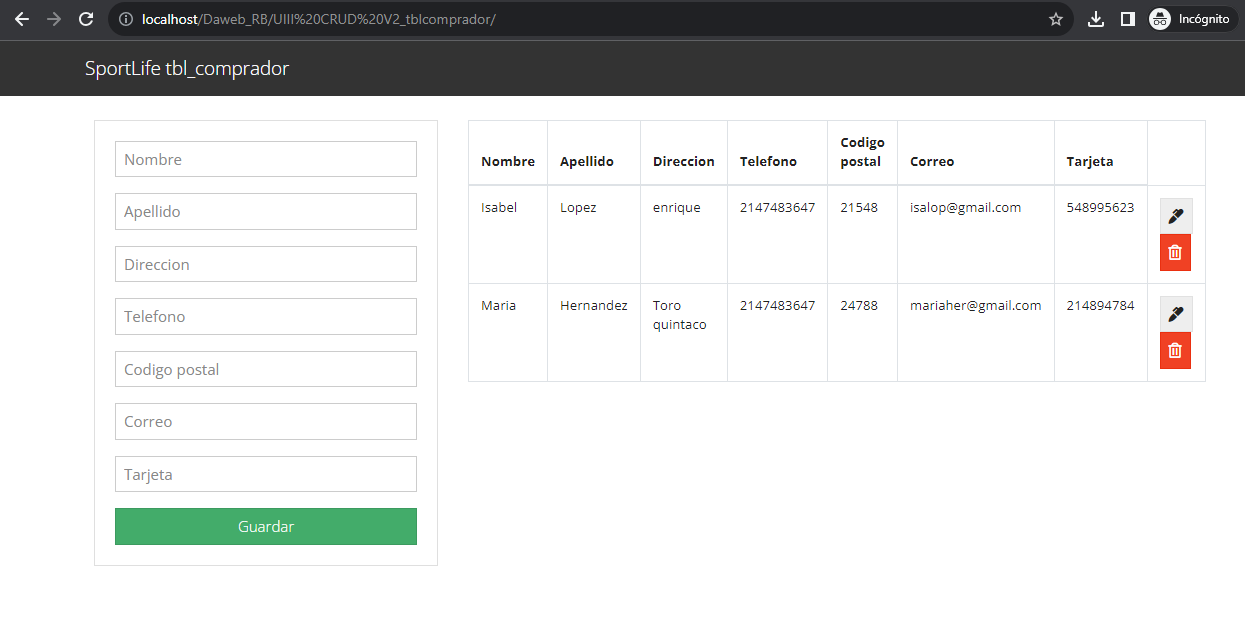 localhost/Daweb_RB/UIII%20CRUD%20V2_tblcomprador/
Incógnito
SportLife tbl_comprador
Nombre
Apellido
Direccion
Telefono
Codigo postal
Correo
Tarjeta
Guardar
Nombre Apellido Direccion Telefono Codigo postal Correo Tarjeta
Isabel Lopez enrique 2147483647 21548 isalop@gmail.com 548995623
Maria Hernandez Toro quintaco 2147483647 24788 mariaher@gmail.com 214894784